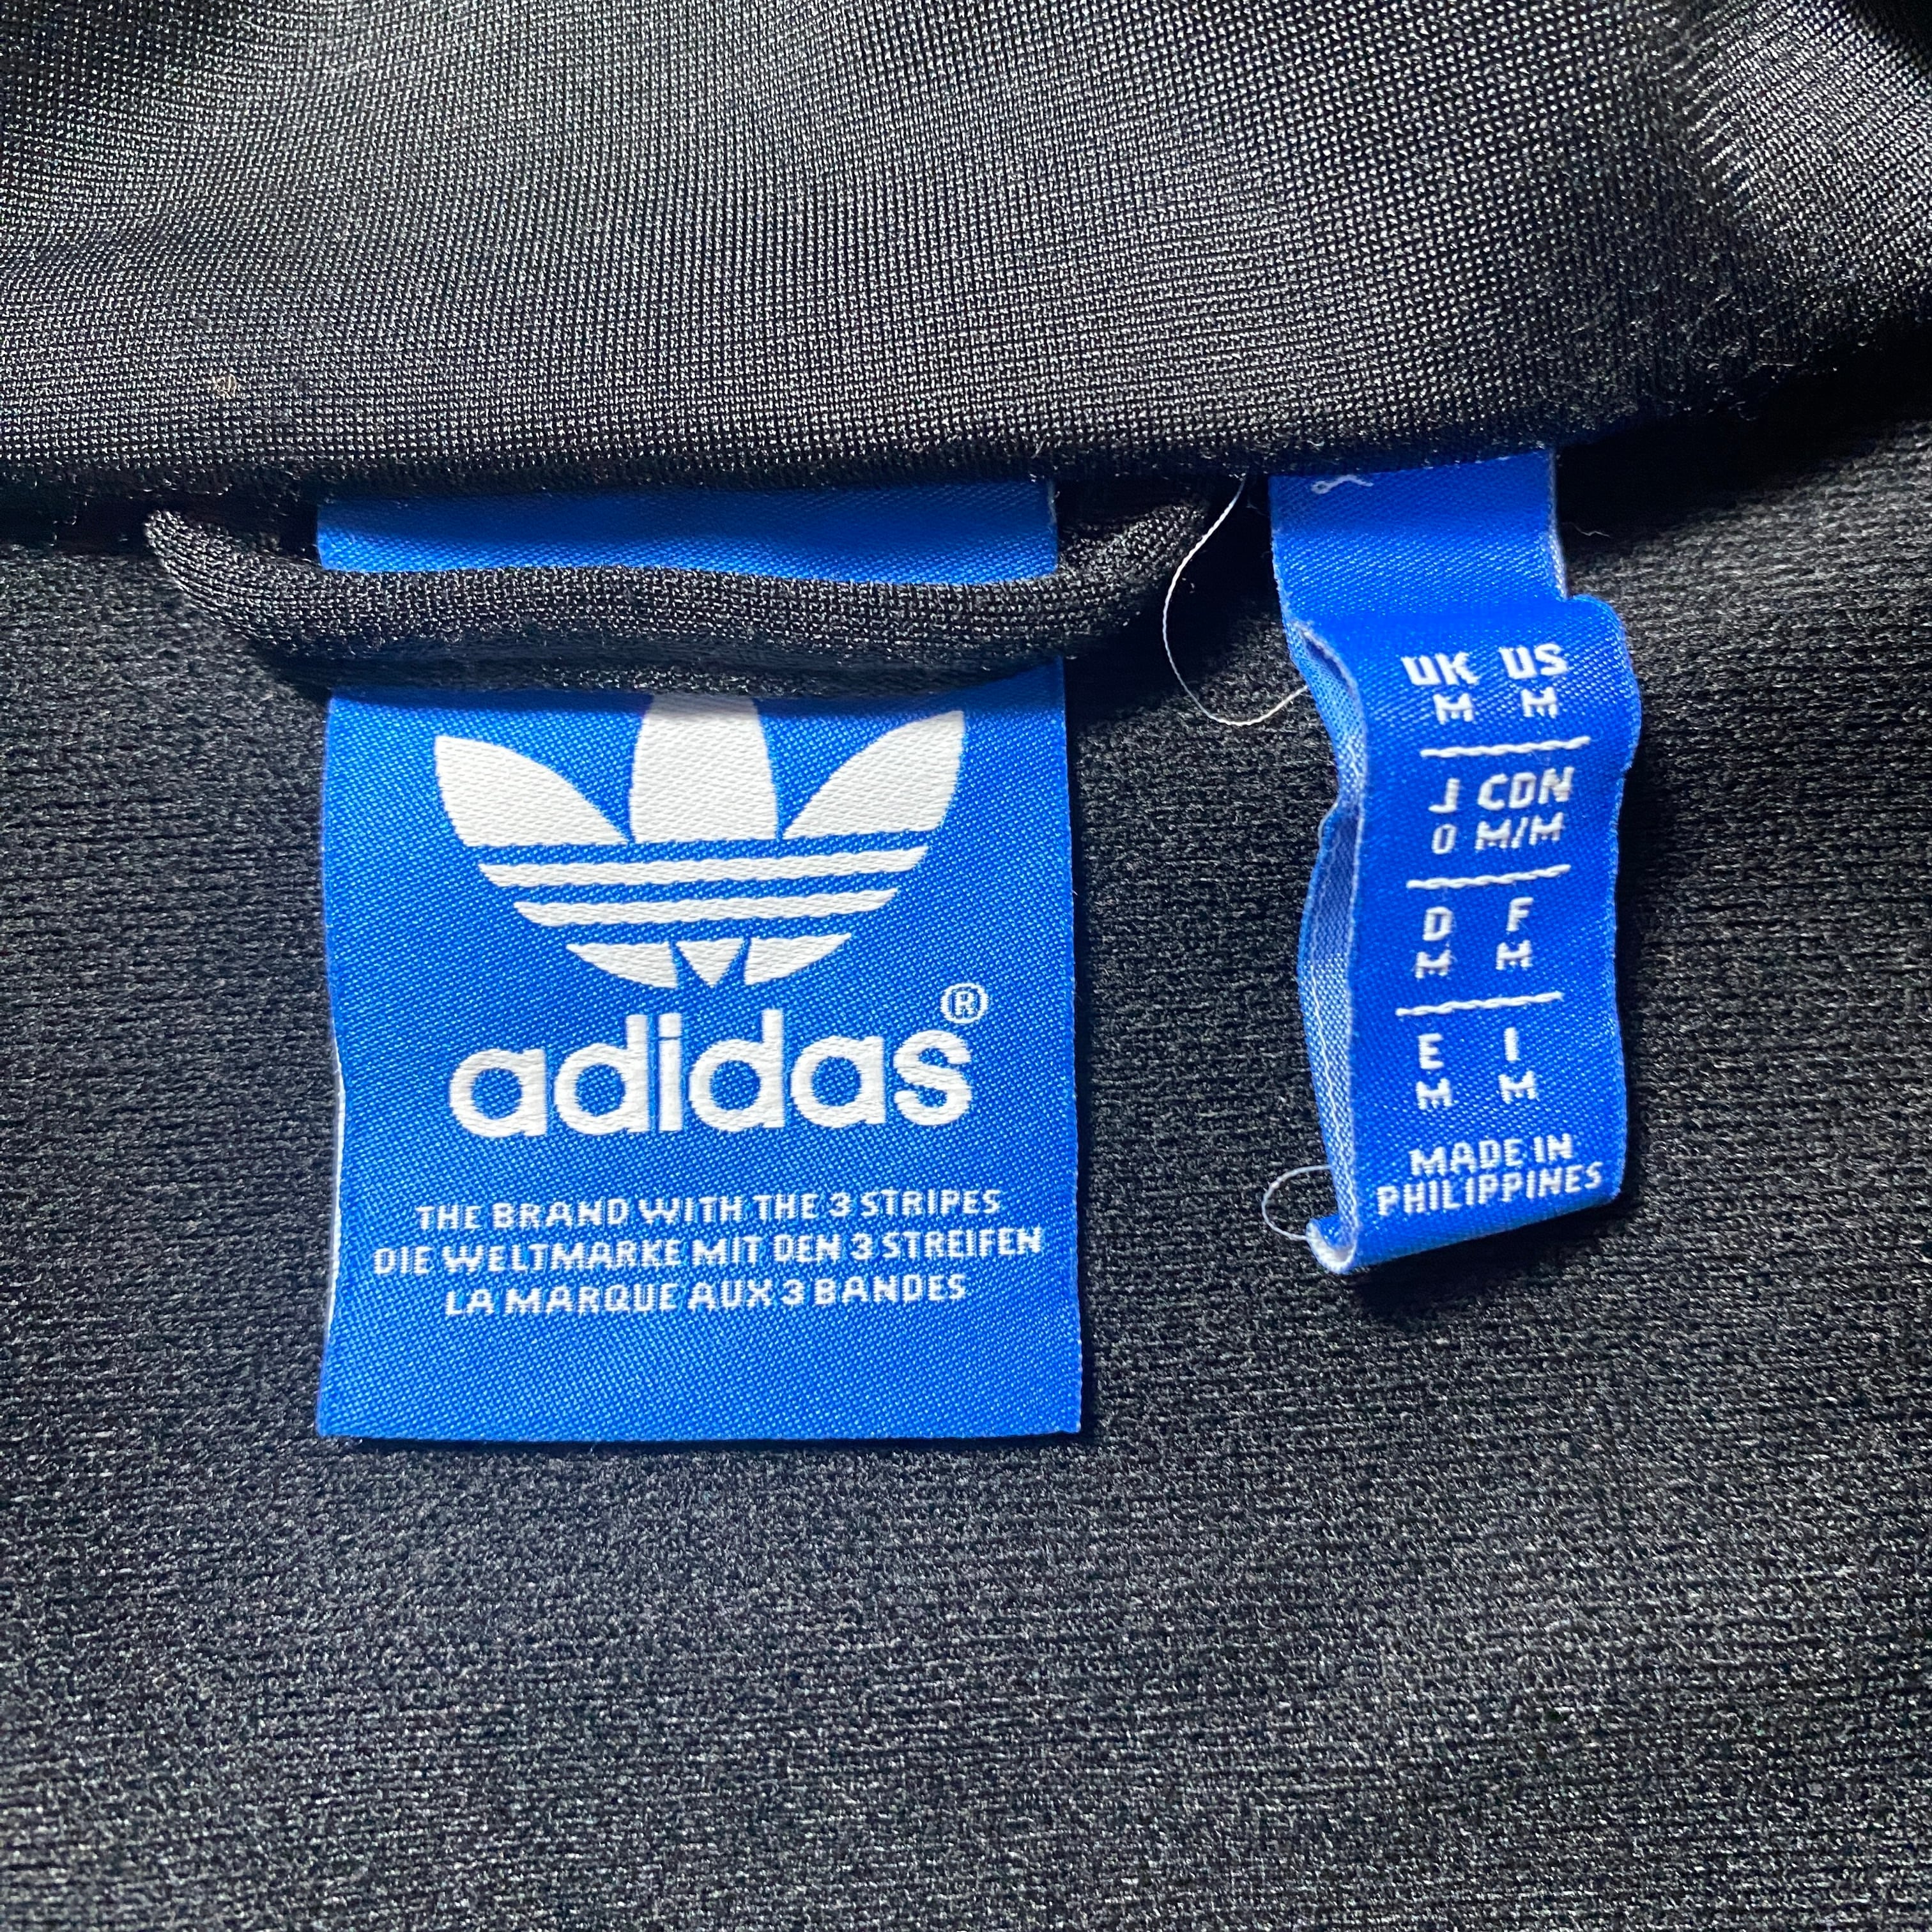 adidas®
THE BRAND WITH THE 3 STRIPES
DIE WELTMARKE MIT DEN 3 STREIFEN
LA MARQUE AUX 3 BANDES
UK US
M M
J CDN
O M/M
D F
M M
E I
M M
MADE IN
PHILIPPINES